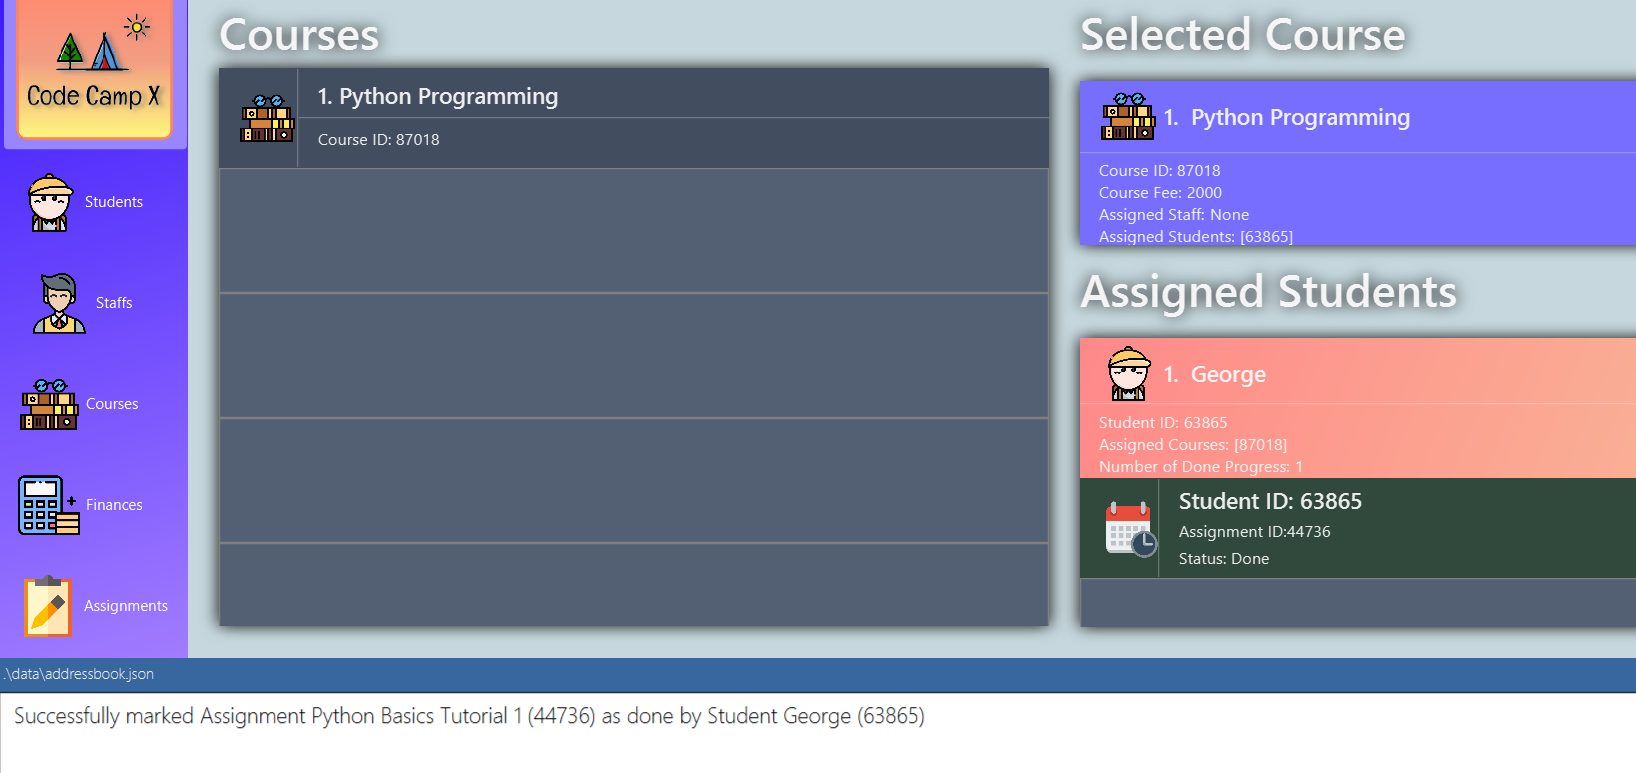 Code Camp X
Students
Staffs
Courses
Finances
Assignments
Courses
1. Python Programming
Course ID: 87018
Selected Course
1. Python Programming
Course ID: 87018
Course Fee: 2000
Assigned Staff: None
Assigned Students: [63865]
Assigned Students
1. George
Student ID: 63865
Assigned Courses: [87018]
Number of Done Progress: 1
Student ID: 63865
Assignment ID:44736
Status: Done
.\data\addressbook.json
Successfully marked Assignment Python Basics Tutorial 1 (44736) as done by Student George (63865)